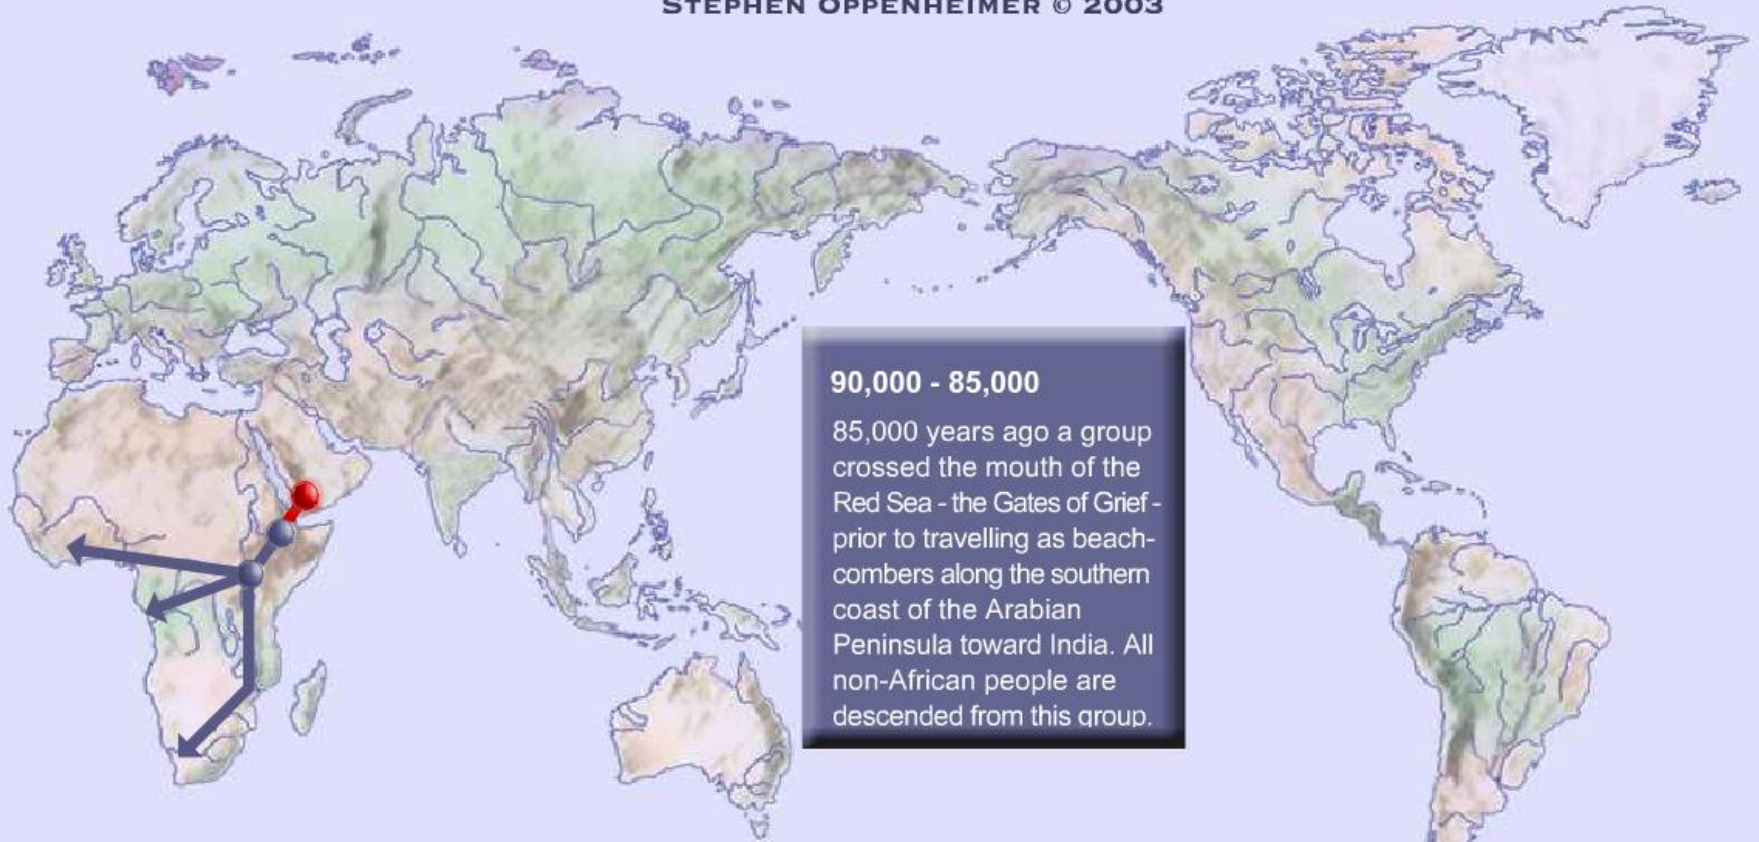 STEPHEN OPPENHEIMER © 2003
90,000 - 85,000
85,000 years ago a group
crossed the mouth of the
Red Sea - the Gates of Grief -
prior to travelling as beach-
combers along the southern
coast of the Arabian
Peninsula toward India. All
non-African people are
descended from this group.